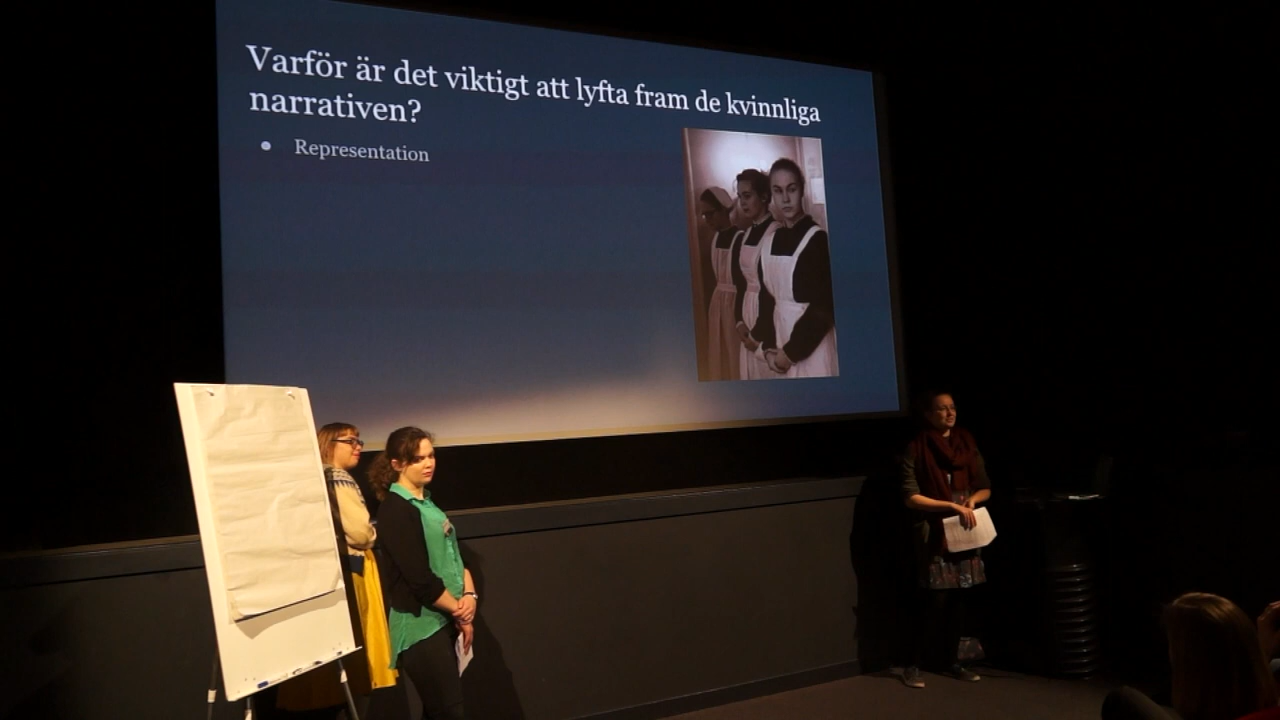 Varför är det viktigt att lyfta fram de kvinnliga
narrativen?
● Representation